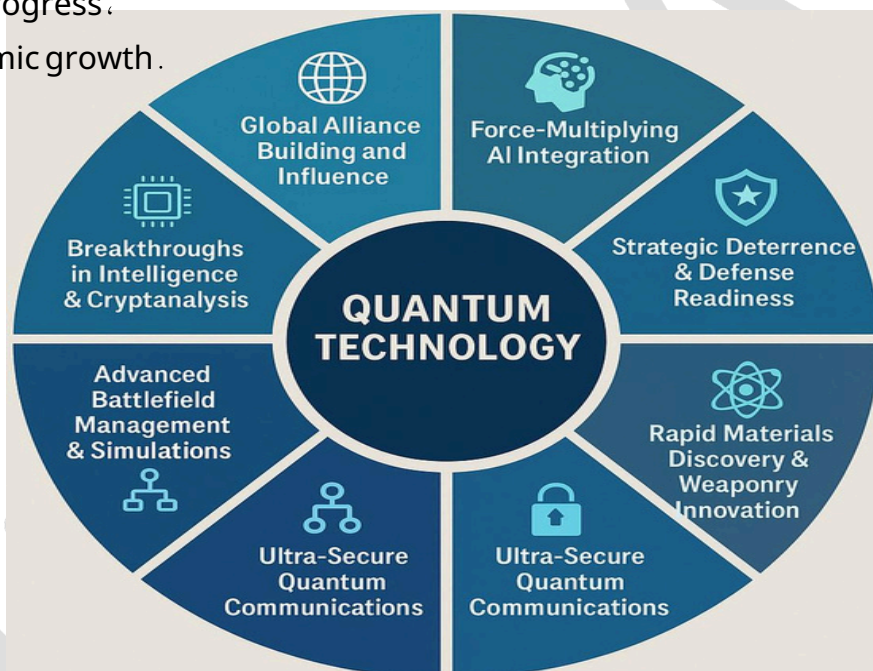 ogress.
mic growth.
Global Alliance
Building and
Influence
Force-Multiplying
AI Integration
Strategic Deterrence
& Defense
Readiness
Rapid Materials
Discovery &
Weaponry
Innovation
Ultra-Secure
Quantum
Communications
Ultra-Secure
Quantum
Communications
Advanced
Battlefield
Management
& Simulations
Breakthroughs
in Intelligence
& Cryptanalysis
QUANTUM
TECHNOLOGY